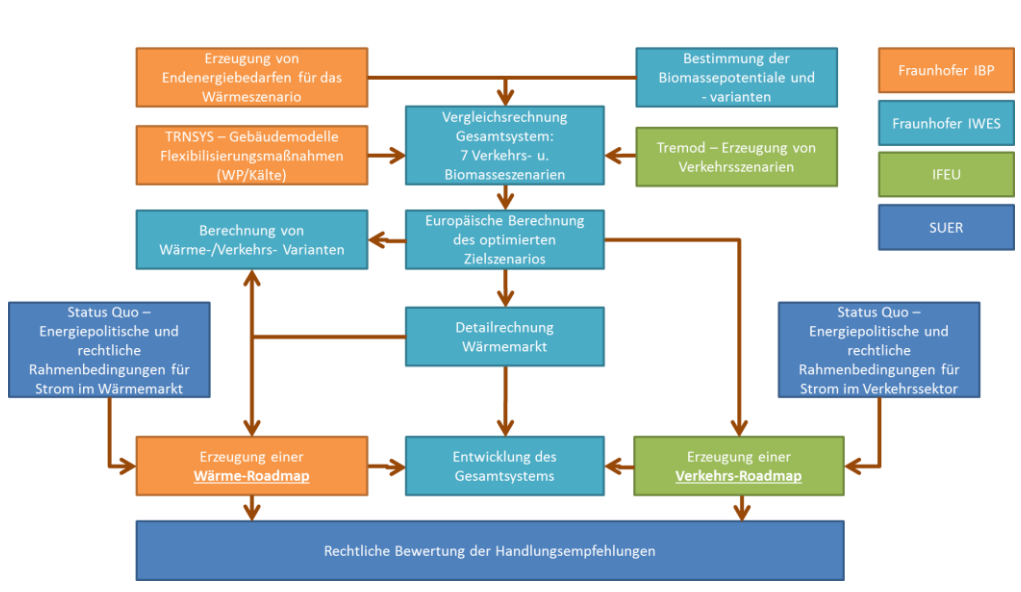 Erzeugung von
Endenergiebedarfen für das
Wärmeszenario
Bestimmung der
Biomassepotentiale und
- varianten
Fraunhofer IBP
Vergleichsrechnung
Gesamtsystem:
7 Verkehrs- u.
Biomasseszenarien
Fraunhofer IWES
TRNSYS – Gebäudemodelle
Flexibilisierungsmaßnahmen
(WP/Kälte)
Tremod – Erzeugung von
Verkehrsszenarien
IFEU
Berechnung von
Wärme-/Verkehrs- Varianten
Europäische Berechnung
des optimierten
Zielszenarios
SUER
Status Quo –
Energiepolitische und
rechtliche
Rahmenbedingungen für
Strom im Wärmemarkt
Detailrechnung
Wärmemarkt
Status Quo –
Energiepolitische und
rechtliche
Rahmenbedingungen für
Strom im Verkehrssektor
Erzeugung einer
Wärme-Roadmap
Entwicklung des
Gesamtsystems
Erzeugung einer
Verkehrs-Roadmap
Rechtliche Bewertung der Handlungsempfehlungen